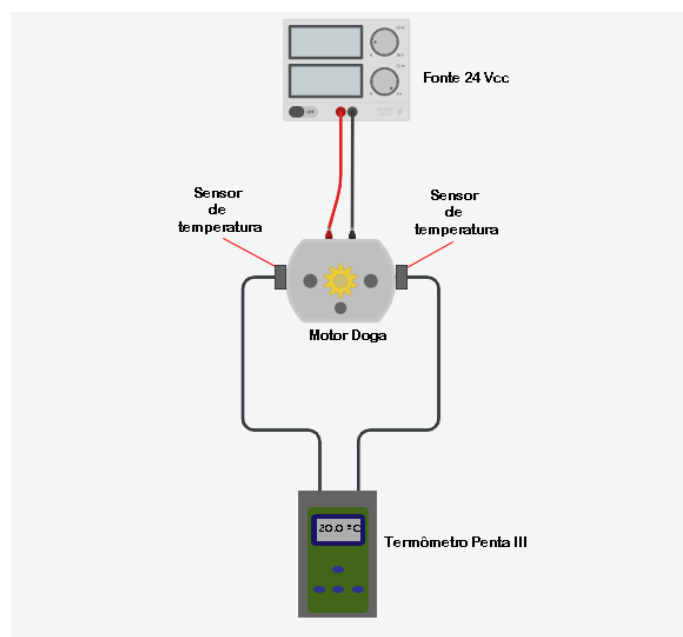 Fonte 24 Vcc
Sensor
de
temperatura
Sensor
de
temperatura
Motor Doga
20.0 °C
Termômetro Penta III